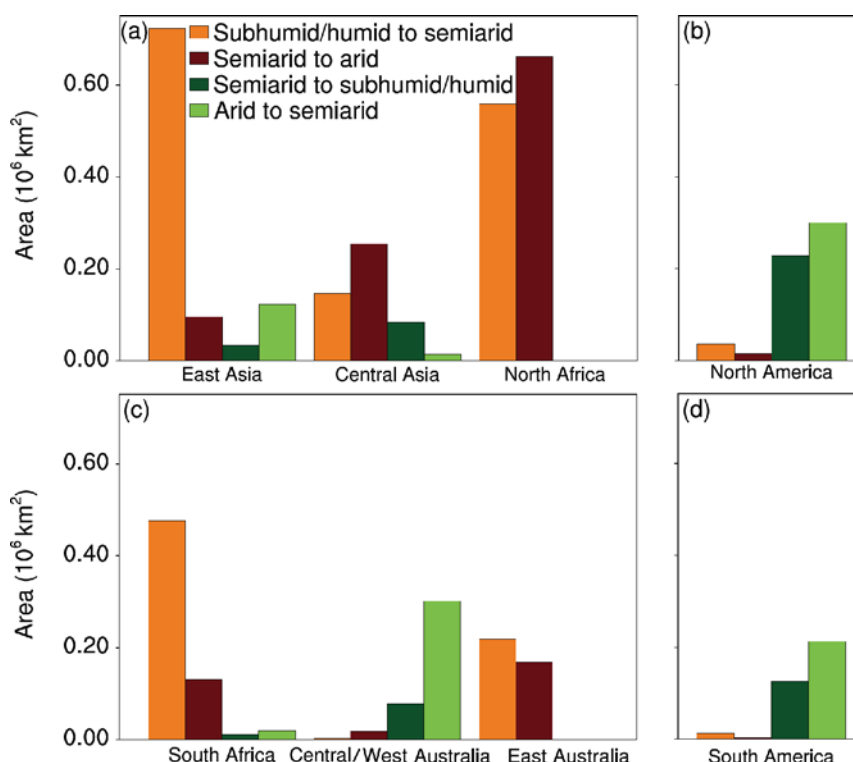 (a)
Subhumid/humid to semiarid
Semiarid to arid
Semiarid to subhumid/humid
Arid to semiarid
Area (10⁶ km²)
0.60
0.40
0.20
0.00
East Asia
Central Asia
North Africa
(b)
North America
(c)
Area (10⁶ km²)
0.60
0.40
0.20
0.00
South Africa
Central/West Australia
East Australia
(d)
South America